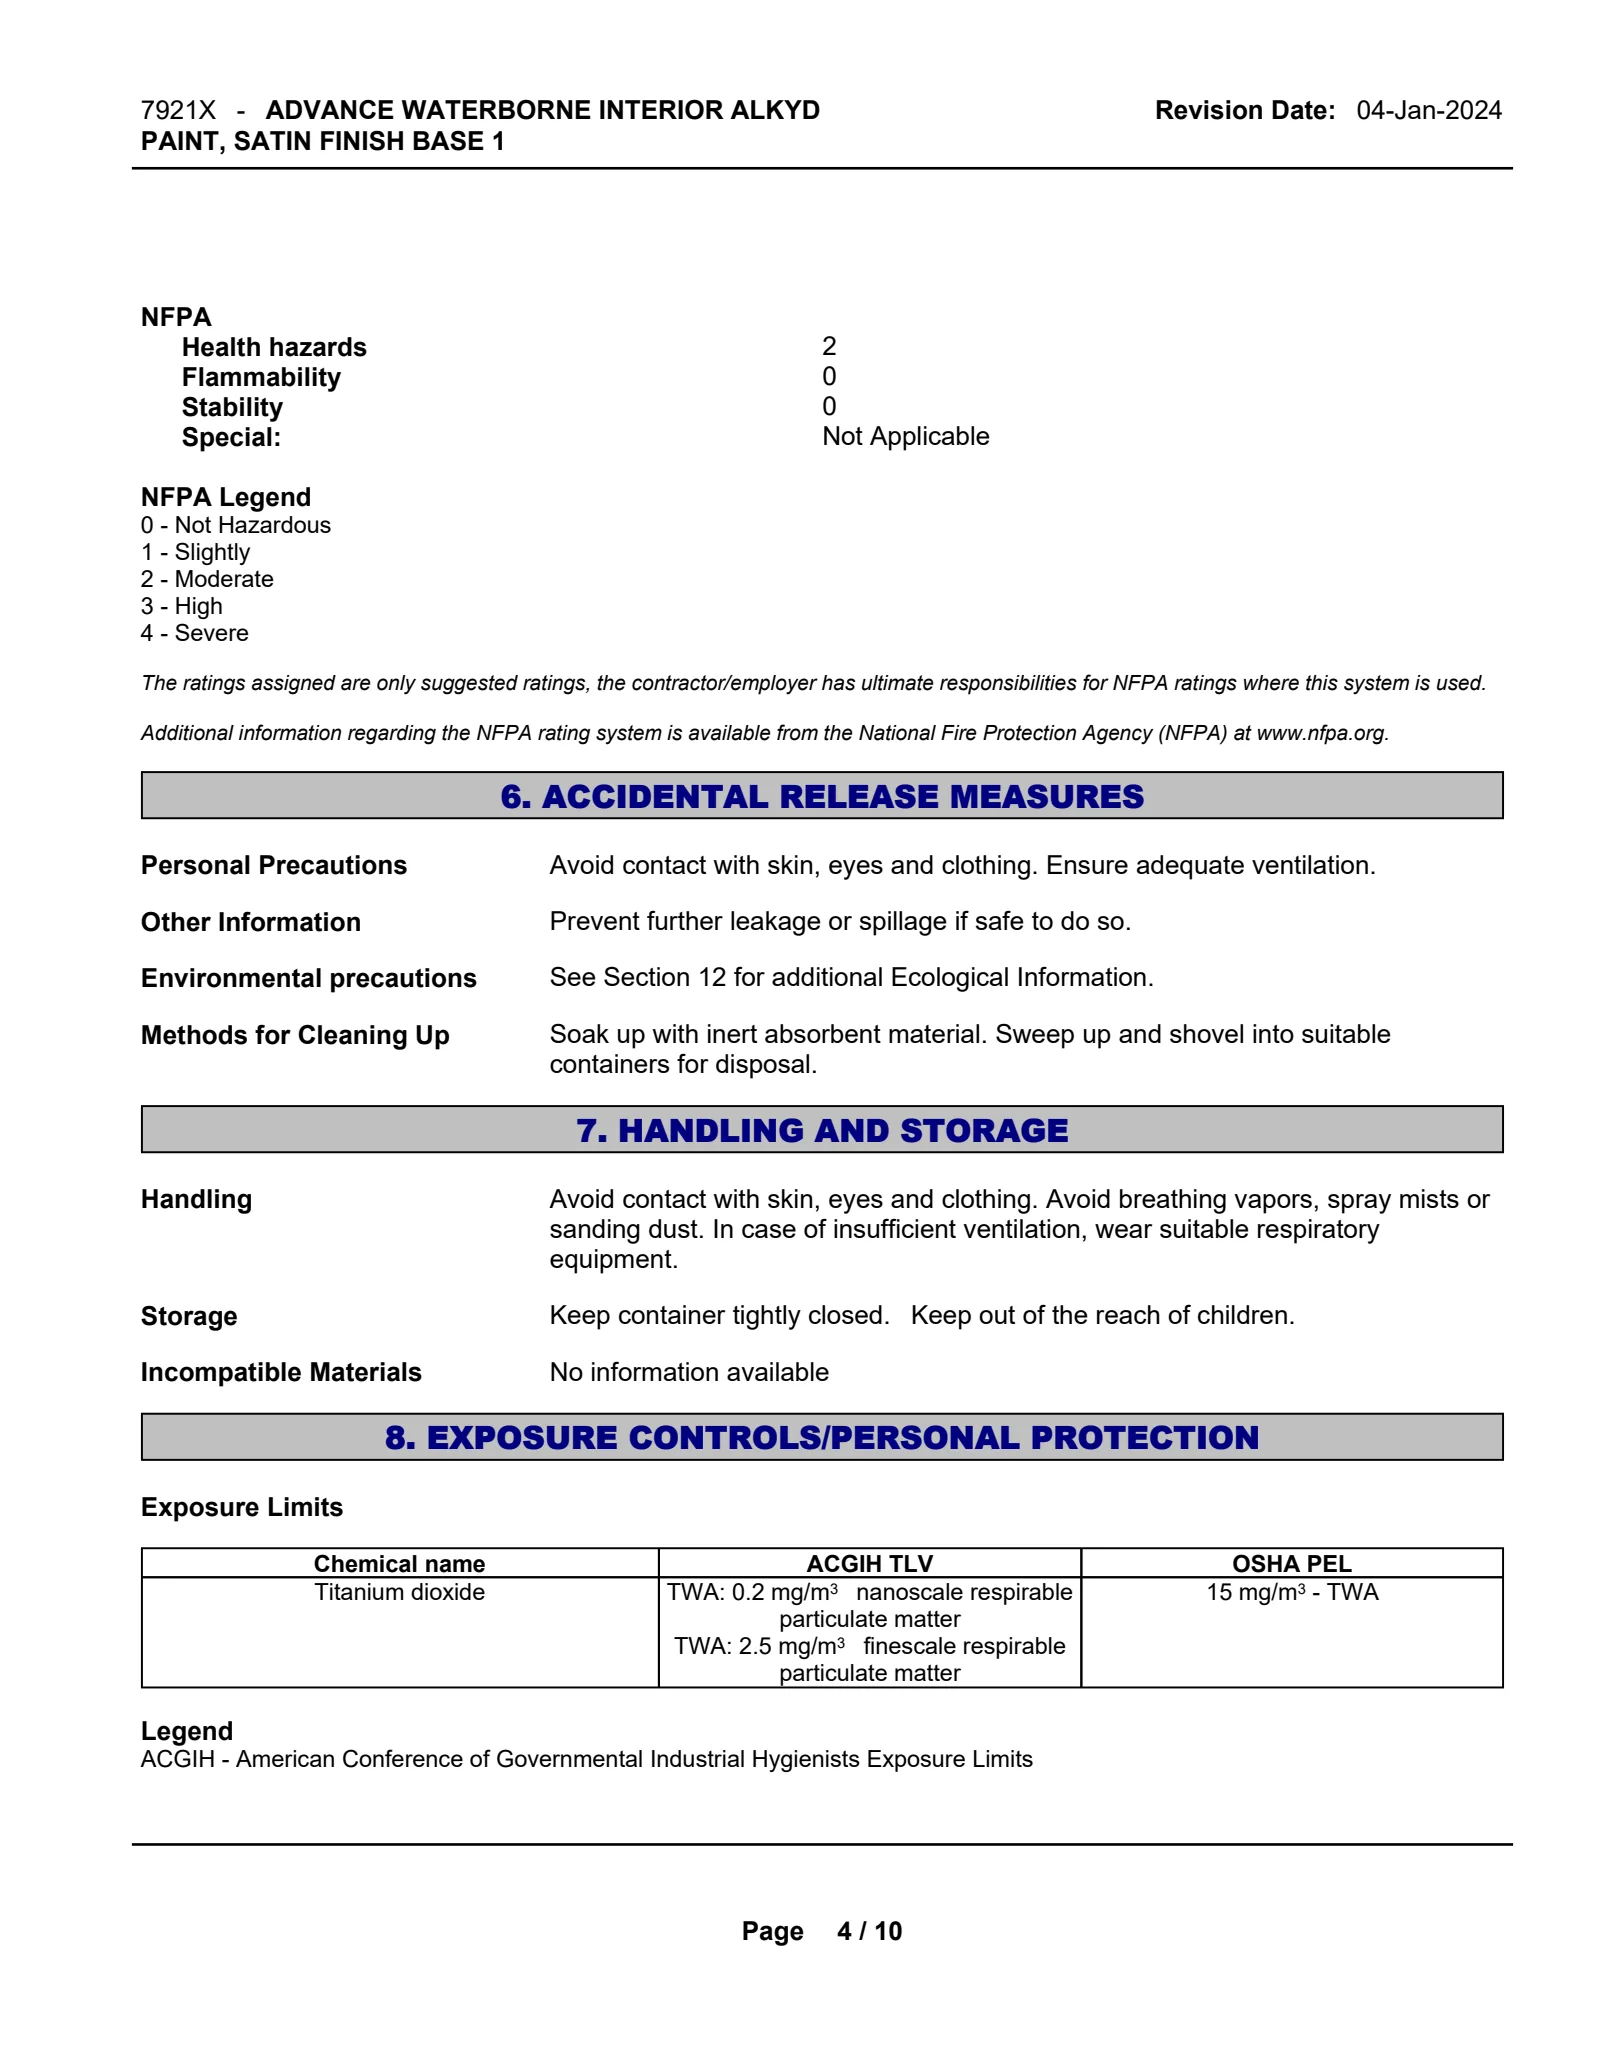 7921X - ADVANCE WATERBORNE INTERIOR ALKYD
PAINT, SATIN FINISH BASE 1
Revision Date: 04-Jan-2024
NFPA
Health hazards 2
Flammability 0
Stability 0
Special: Not Applicable
NFPA Legend
0 - Not Hazardous
1 - Slightly
2 - Moderate
3 - High
4 - Severe
The ratings assigned are only suggested ratings, the contractor/employer has ultimate responsibilities for NFPA ratings where this system is used.
Additional information regarding the NFPA rating system is available from the National Fire Protection Agency (NFPA) at www.nfpa.org.
6. ACCIDENTAL RELEASE MEASURES
Personal Precautions Avoid contact with skin, eyes and clothing. Ensure adequate ventilation.
Other Information Prevent further leakage or spillage if safe to do so.
Environmental precautions See Section 12 for additional Ecological Information.
Methods for Cleaning Up Soak up with inert absorbent material. Sweep up and shovel into suitable
containers for disposal.
7. HANDLING AND STORAGE
Handling Avoid contact with skin, eyes and clothing. Avoid breathing vapors, spray mists or
sanding dust. In case of insufficient ventilation, wear suitable respiratory
equipment.
Storage Keep container tightly closed. Keep out of the reach of children.
Incompatible Materials No information available
8. EXPOSURE CONTROLS/PERSONAL PROTECTION
Exposure Limits
Chemical name ACGIH TLV OSHA PEL
Titanium dioxide TWA: 0.2 mg/m³ nanoscale respirable 15 mg/m³ - TWA
particulate matter
TWA: 2.5 mg/m³ finescale respirable
particulate matter
Legend
ACGIH - American Conference of Governmental Industrial Hygienists Exposure Limits
Page 4 / 10